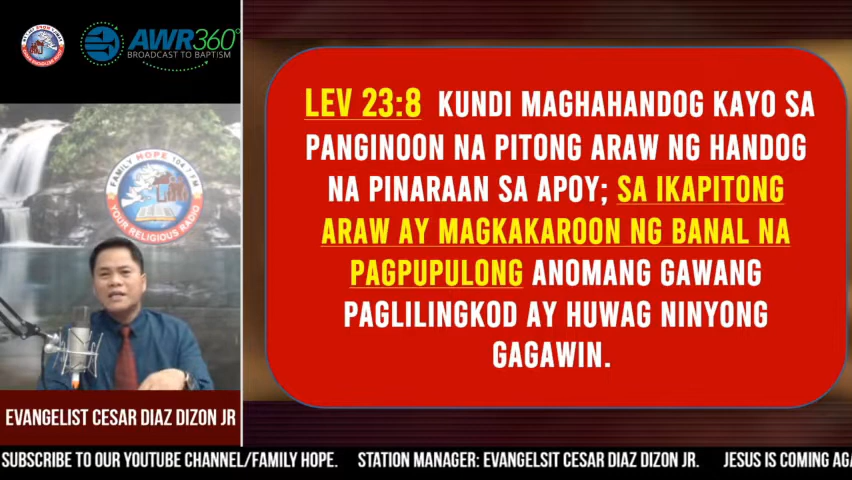 AWR360°
BROADCAST TO BAPTISM
FAMILY HOPE 104.7 FM
YOUR RELIGIOUS RADIO
LEV 23:8 KUNDI MAGHAHANDOG KAYO SA
PANGINOON NA PITONG ARAW NG HANDOG
NA PINARAAN SA APOY; SA IKAPITONG
ARAW AY MAGKAKAROON NG BANAL NA
PAGPUPULONG ANOMANG GAWANG
PAGLILINGKOD AY HUWAG NINYONG
GAGAWIN.
EVANGELIST CESAR DIAZ DIZON JR
SUBSCRIBE TO OUR YOUTUBE CHANNEL/FAMILY HOPE. STATION MANAGER: EVANGELSIT CESAR DIAZ DIZON JR. JESUS IS COMING AGA